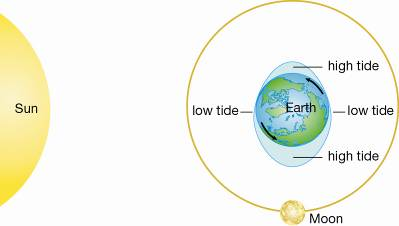 high tide
Sun
low tide
Earth
low tide
high tide
Moon